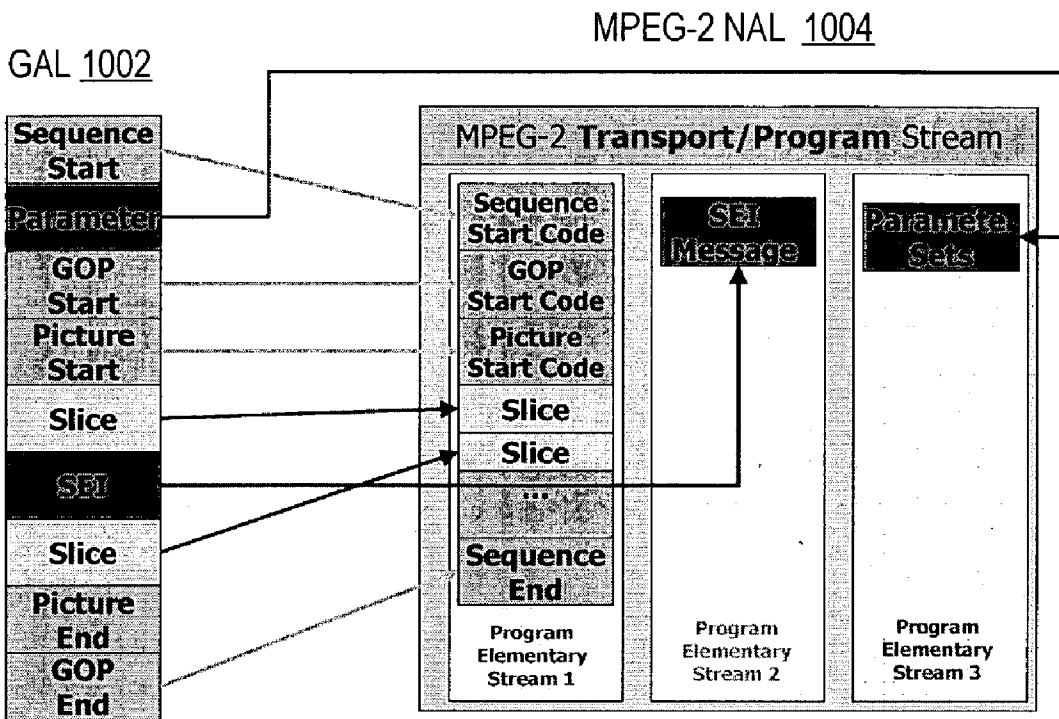 MPEG-2 NAL 1004
GAL 1002
Sequence
Start
Parameter
GOP
Start
Picture
Start
Slice
SEI
Slice
Picture
End
GOP
End
MPEG-2 Transport/Program Stream
Sequence
Start Code
GOP
Start Code
Picture
Start Code
Slice
Slice
...
Sequence
End
Program
Elementary
Stream 1
SEI
Message
Program
Elementary
Stream 2
Paramete
Sets
Program
Elementary
Stream 3